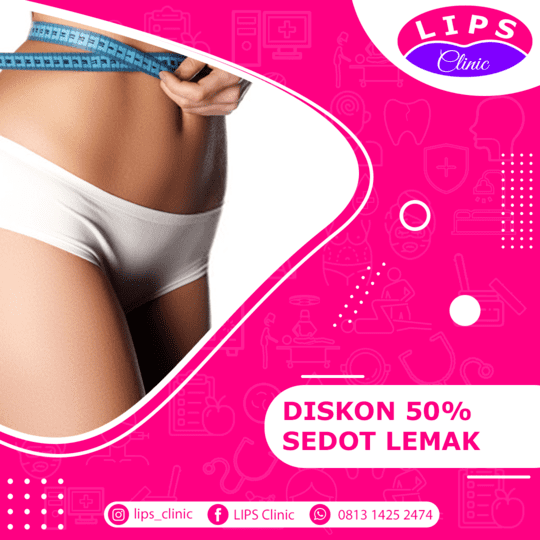 LIPS
Clinic
DISKON 50%
SEDOT LEMAK
lips_clinic
LIPS Clinic
0813 1425 2474